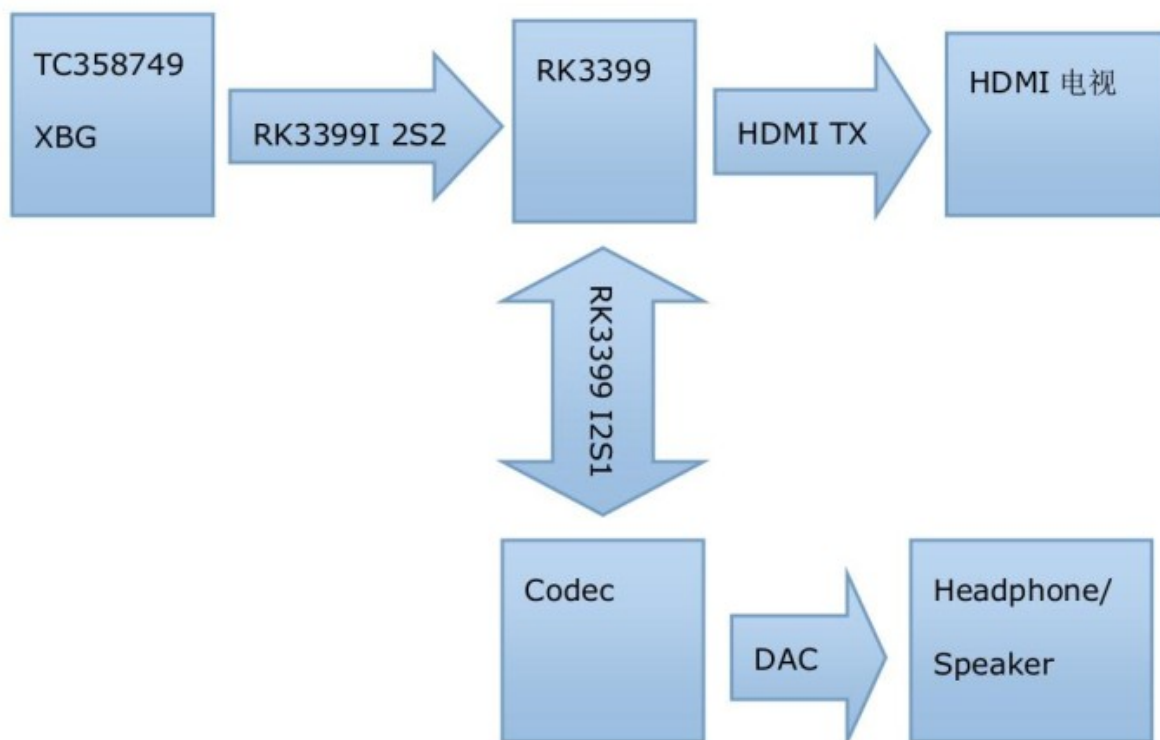 TC358749
XBG
RK3399I 2S2
RK3399
HDMI TX
HDMI 电视
RK3399 I2S1
Codec
DAC
Headphone/
Speaker